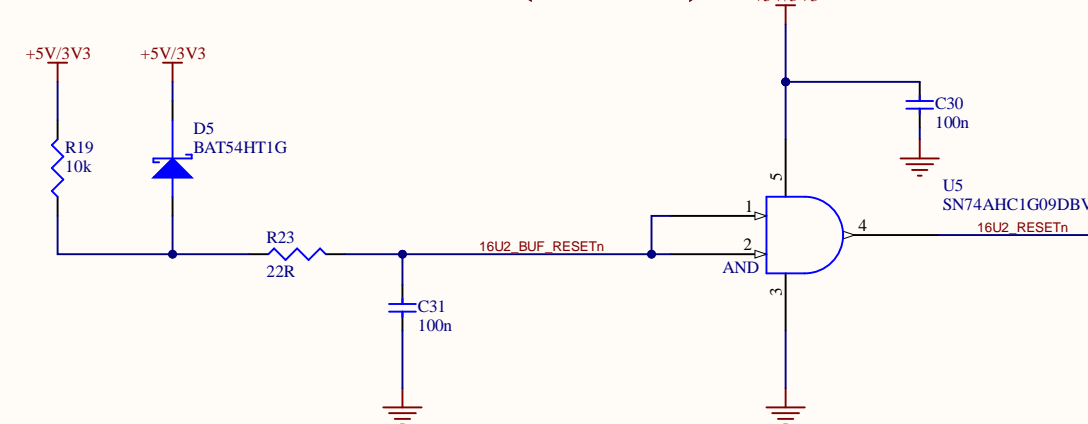 +5V/3V3
+5V/3V3
R19
10k
D5
BAT54HT1G
R23
22R
C31
100n
16U2_BUF_RESETn
1
2
AND
5
3
4
C30
100n
U5
SN74AHC1G09DBV
16U2_RESETn